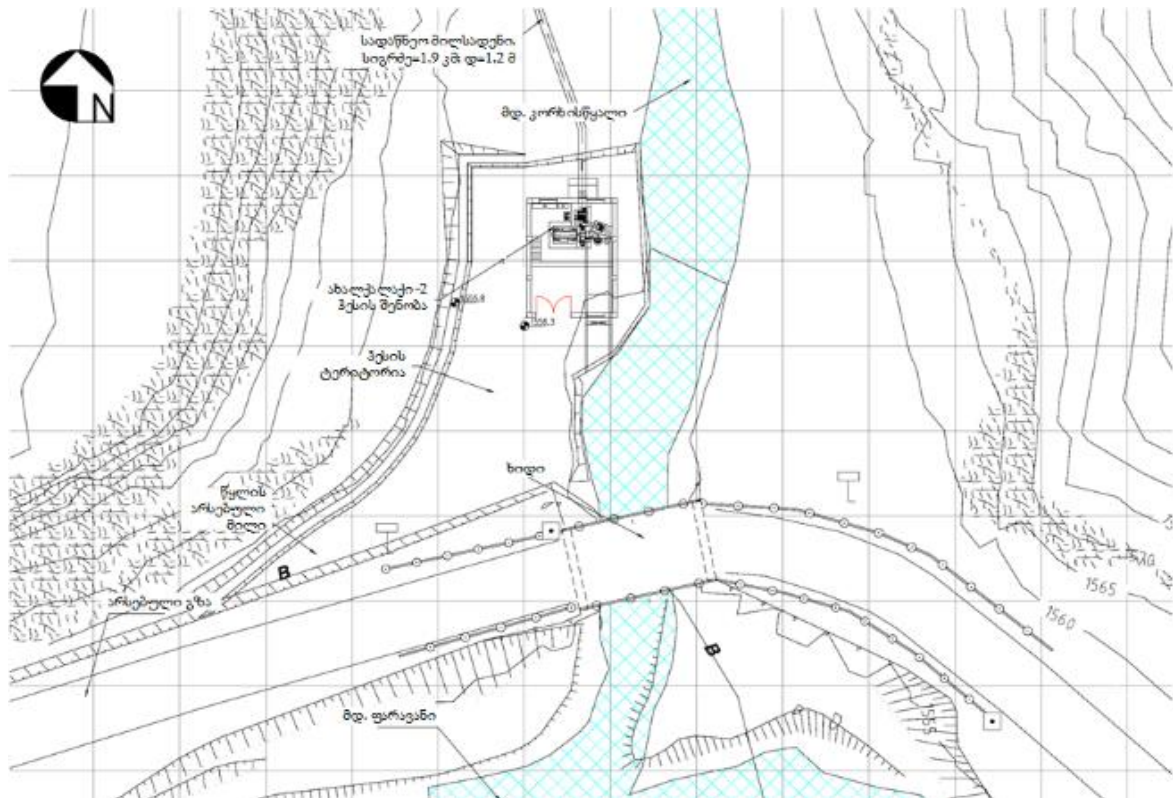 სადაწნეო მილსადენი.
სიგრძე=1.9 კმ; დ=1.2 მ
მდ. კორხისწყალი
N
ახალქალაქი-2
ჰესის შენობა
ჰესის
ტერიტორია
ხიდი
წყლის
არსებული
მილი
B
არსებული გზა
1565
1560
B
მდ. ფარავანი
1555